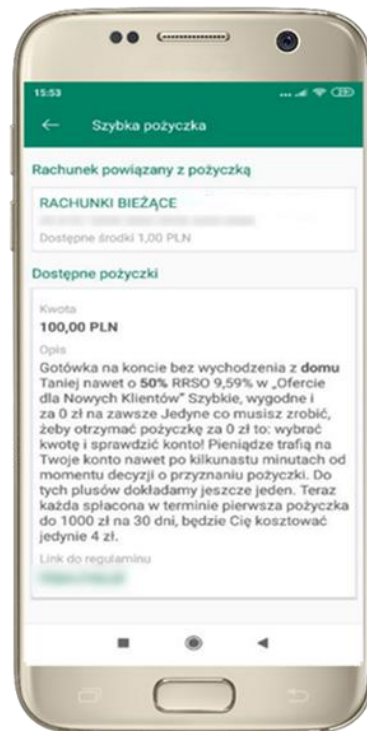 15:53
Szybka pożyczka
Rachunek powiązany z pożyczką
RACHUNKI BIEŻĄCE
Dostępne środki 1,00 PLN
Dostępne pożyczki
Kwota
100,00 PLN
Opis
Gotówka na koncie bez wychodzenia z domu
Taniej nawet o 50% RRSO 9,59% w „Ofercie
dla Nowych Klientów" Szybkie, wygodne i
za 0 zł na zawsze Jedyne co musisz zrobić,
żeby otrzymać pożyczkę za 0 zł to: wybrać
kwotę i sprawdzić konto! Pieniądze trafią na
Twoje konto nawet po kilkunastu minutach od
momentu decyzji o przyznaniu pożyczki. Do
tych plusów dokładamy jeszcze jeden. Teraz
każda spłacona w terminie pierwsza pożyczka
do 1000 zł na 30 dni, będzie Cię kosztować
jedynie 4 zł.
Link do regulaminu